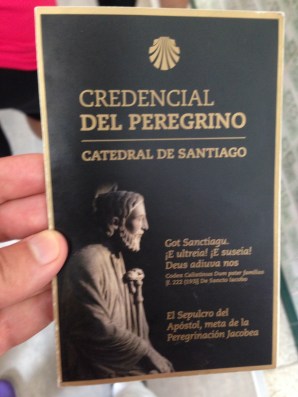 CREDENCIAL
DEL PEREGRINO
CATEDRAL DE SANTIAGO
Got Sanctiagu.
¡E ultreia! ¡E suseia!
Deus adiuva nos
Codex Calixtinus Dum pater familias
f. 222 [193] De Sancto Iacobo
El Sepulcro del
Apóstol, meta de la
Peregrinación Jacobea